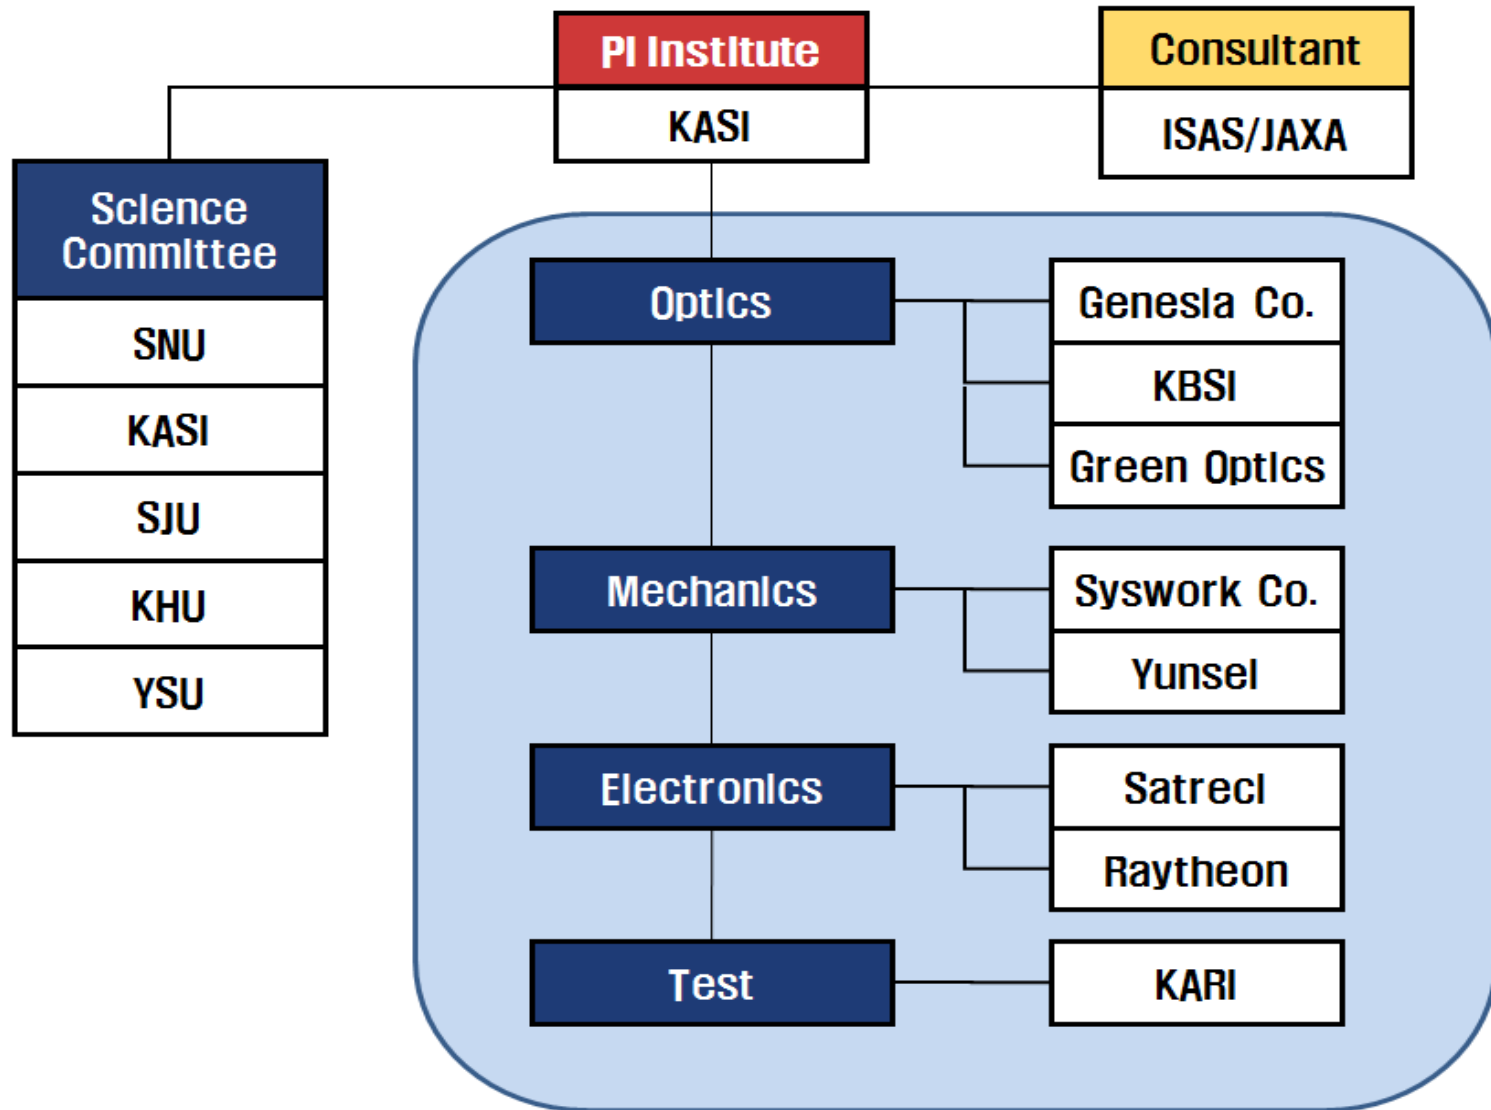 PI Institute
KASI
Consultant
ISAS/JAXA
Science
Committee
SNU
KASI
SJU
KHU
YSU
Optics
Genesia Co.
KBSI
Green Optics
Mechanics
Syswork Co.
Yunsel
Electronics
Satreci
Raytheon
Test
KARI